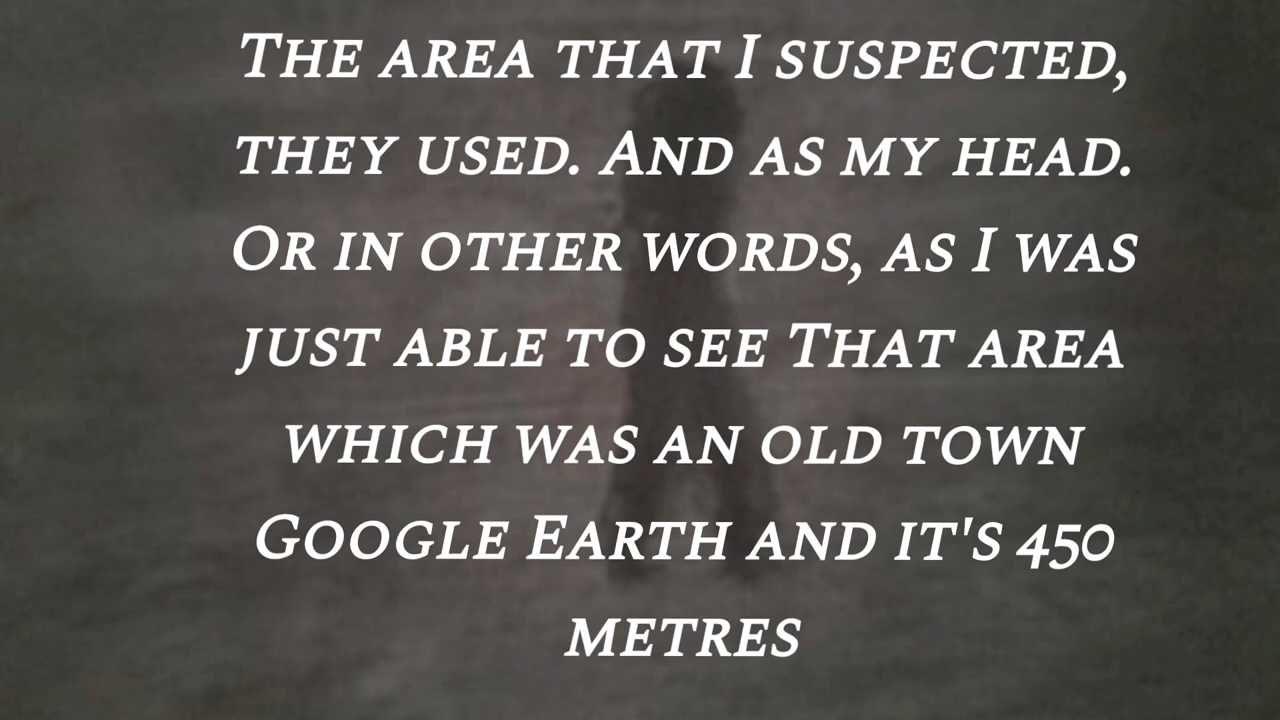 The area that I suspected,
they used. And as my head.
Or in other words, as I was
just able to see That area
which was an old town
Google Earth and it's 450
metres